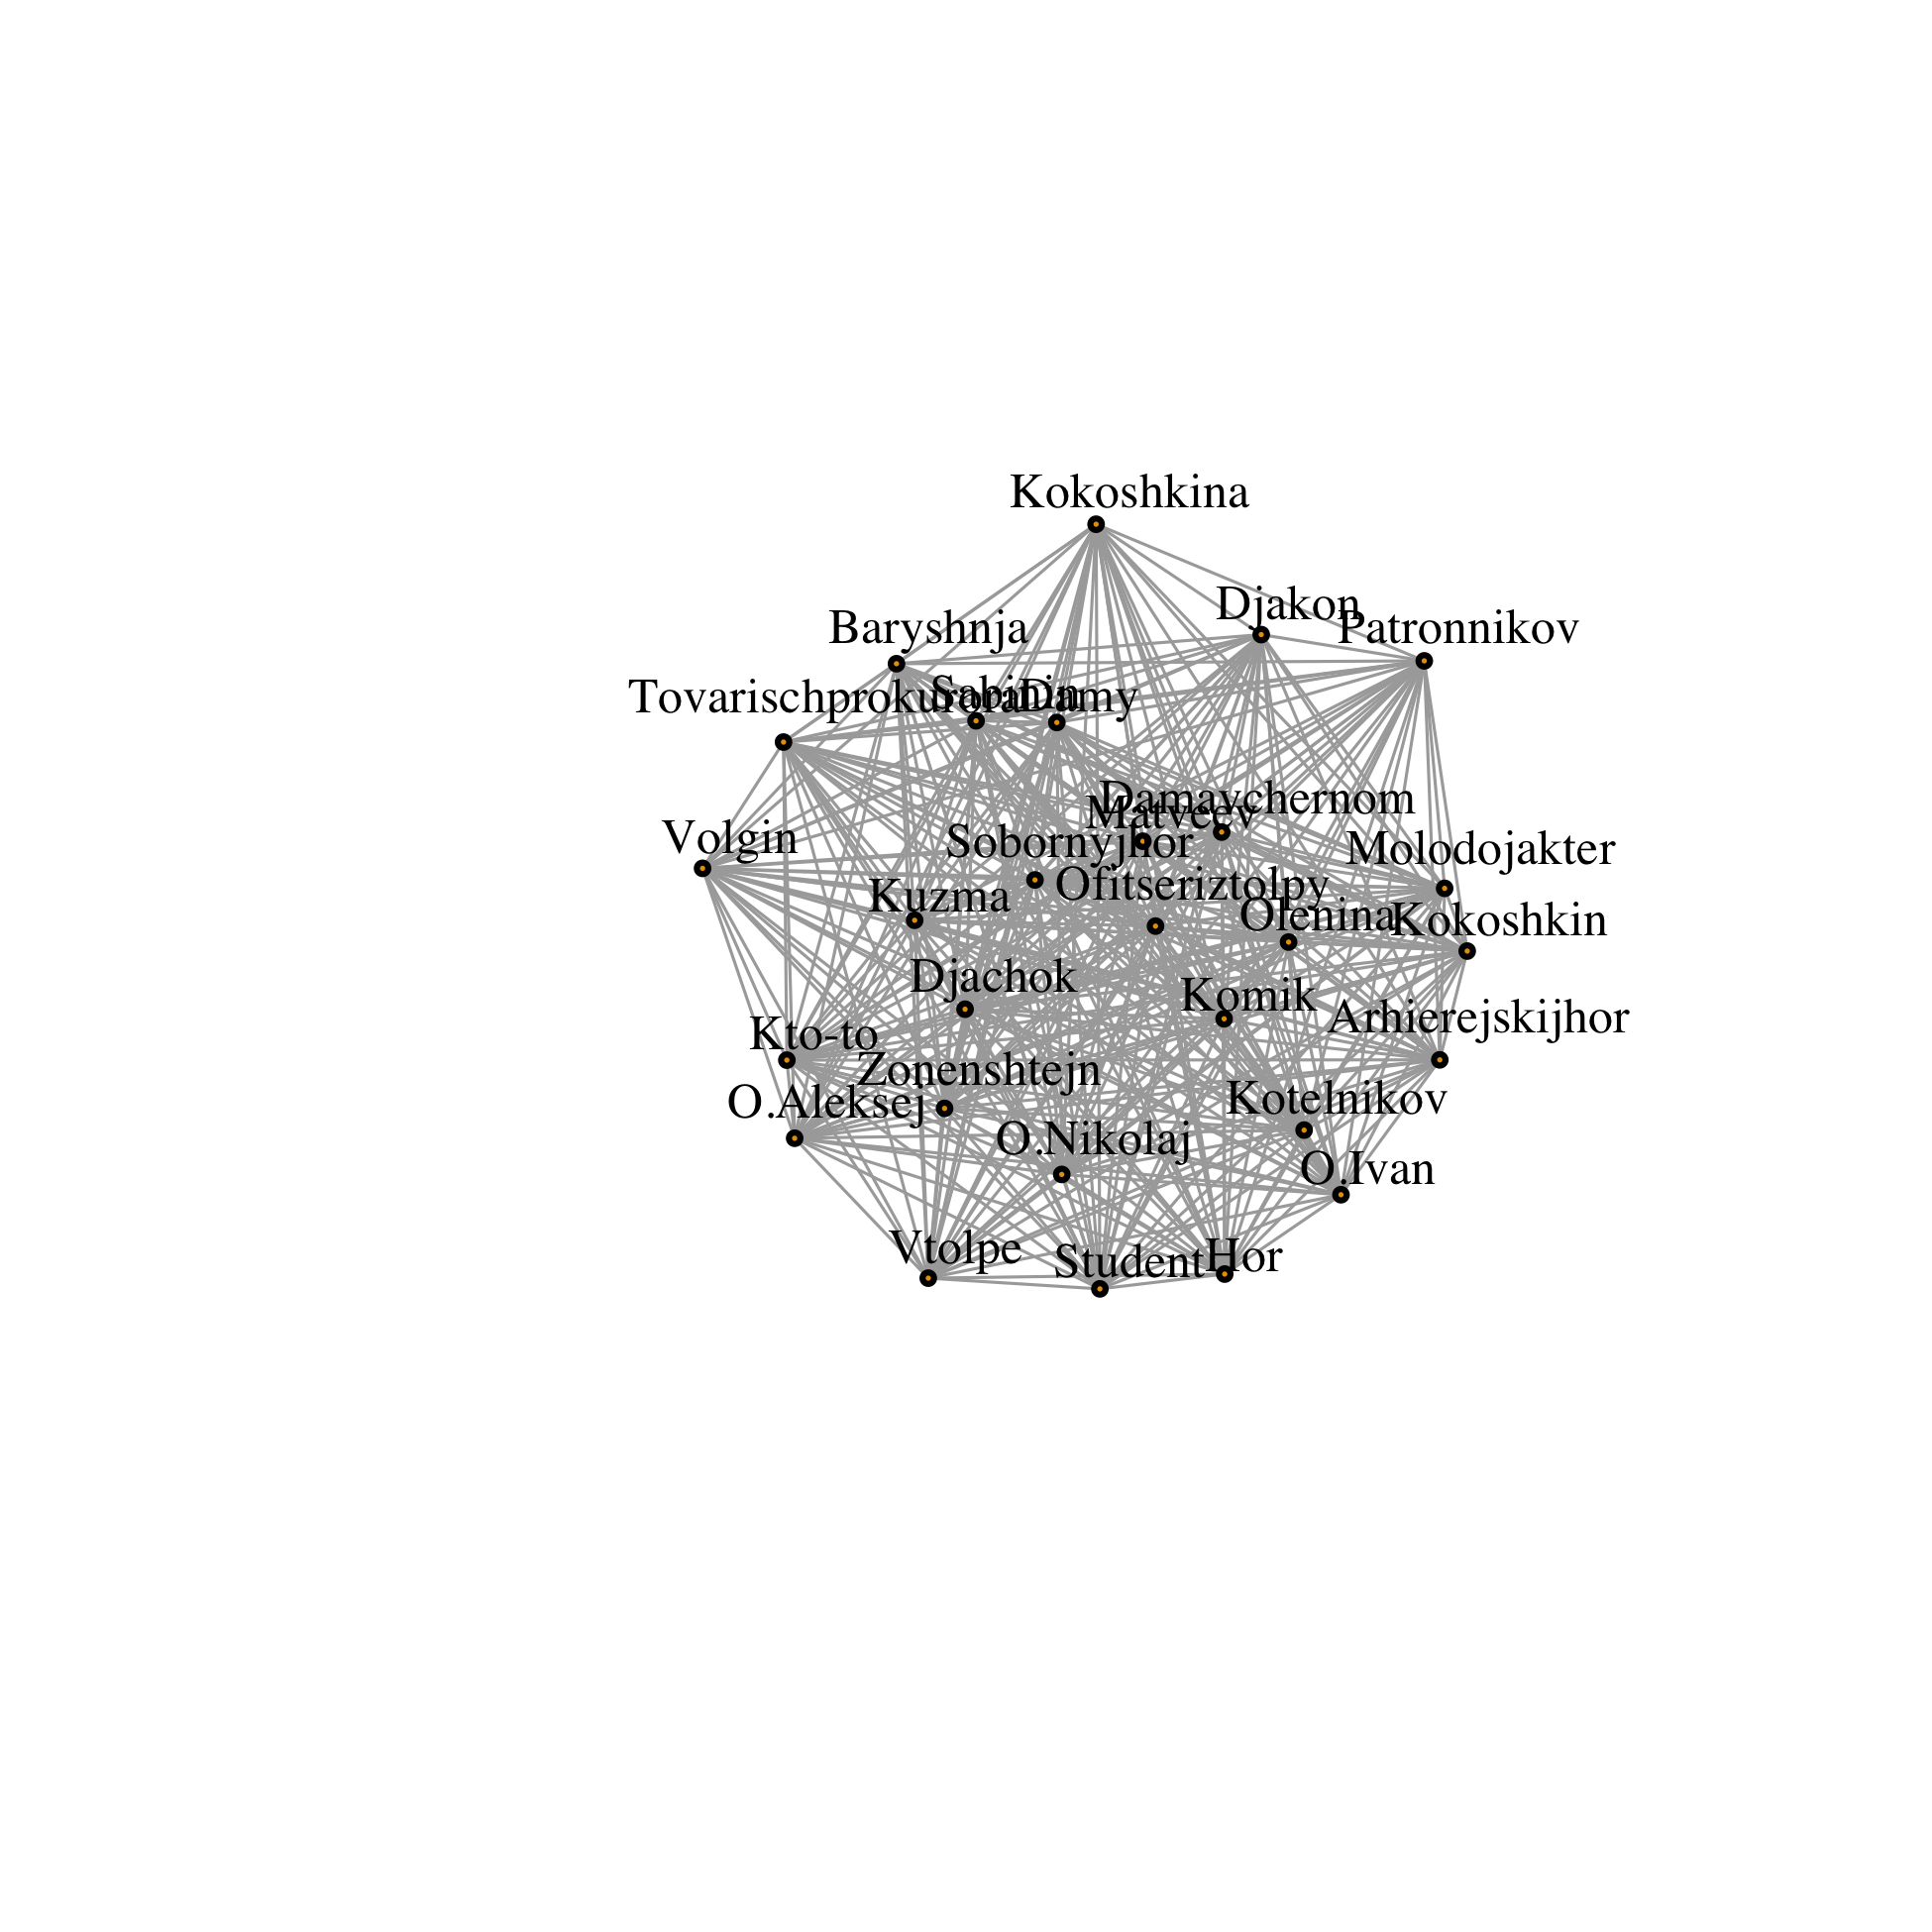 Kokoshkina
Djakon
Baryshnja
Patronnikov
Tovarischprokurora
Sabinin
Damy
Damavchernom
Matveev
Volgin
Sobornyjhor
Molodojakter
Ofitseriztolpy
Kuzma
Olenina
Kokoshkin
Djachok
Komik
Arhierejskijhor
Kto-to
Zonenshtejn
O.Aleksej
Kotelnikov
O.Nikolaj
O.Ivan
Vtolpe
Student
Hor